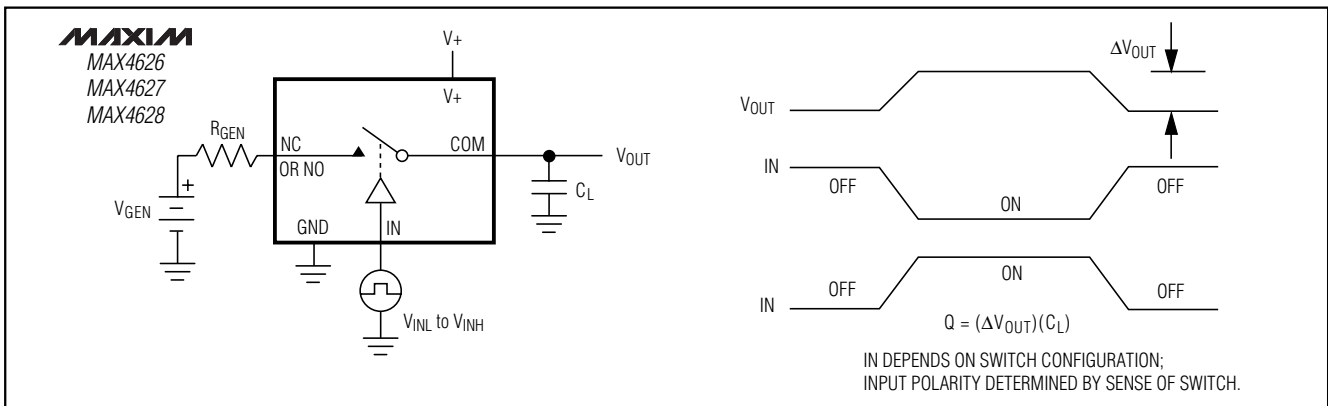 MAXIM
MAX4626
MAX4627
MAX4628
V+
V+
RGEN
NC
OR NO
COM
VOUT
CL
VGEN
+
GND
IN
VINL to VINH
ΔVOUT
VOUT
IN
OFF
ON
OFF
IN
OFF
ON
OFF
Q = (ΔVOUT)(CL)
IN DEPENDS ON SWITCH CONFIGURATION;
INPUT POLARITY DETERMINED BY SENSE OF SWITCH.